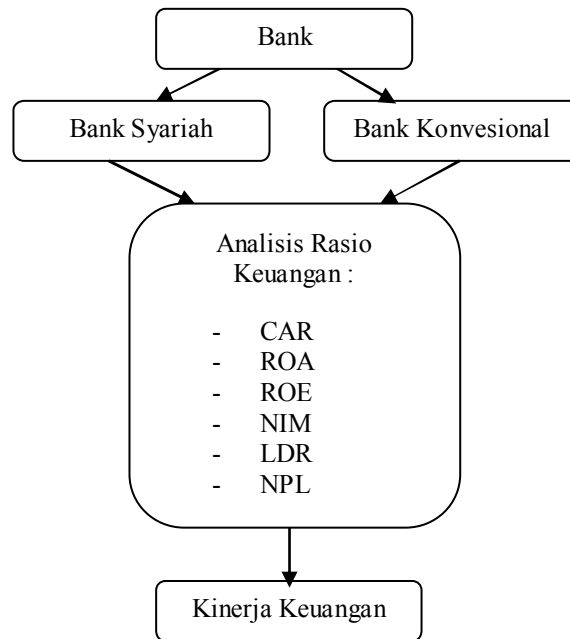 Bank
Bank Syariah
Bank Konvesional
Analisis Rasio
Keuangan :
- CAR
- ROA
- ROE
- NIM
- LDR
- NPL
Kinerja Keuangan